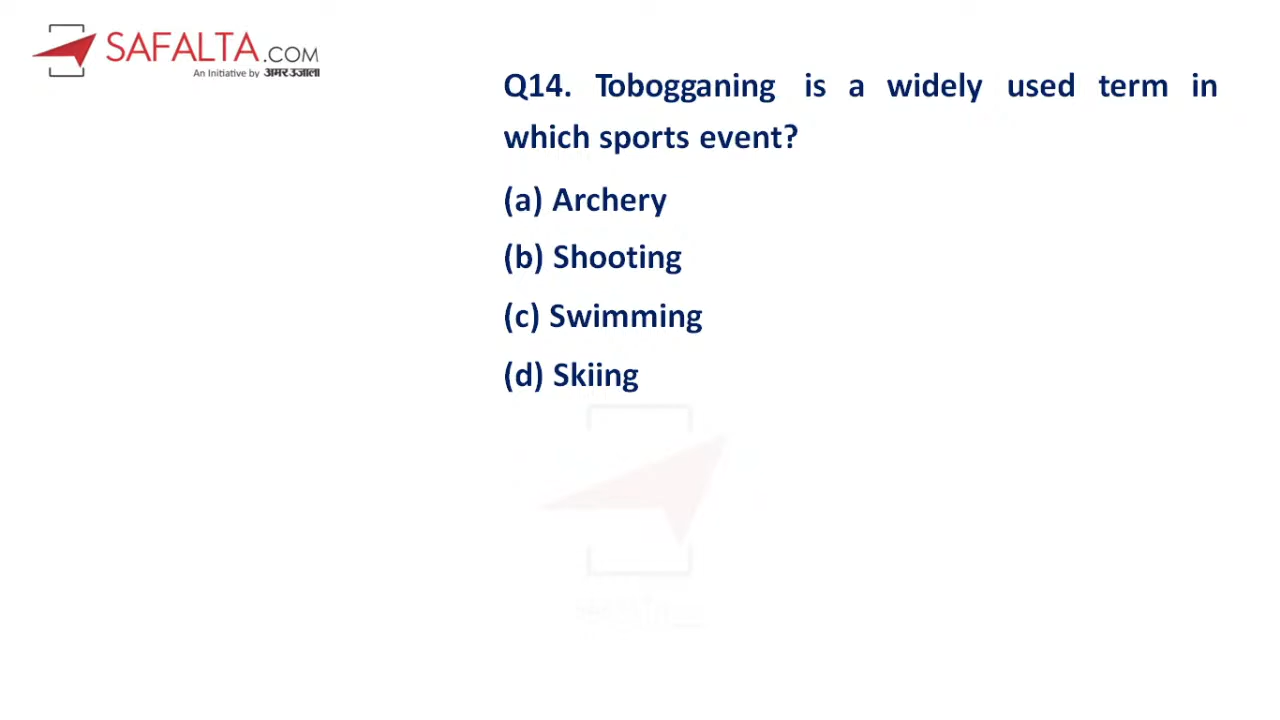 SAFALTA.COM
An Initiative by अमर उजाला
Q14. Tobogganing is a widely used term in
which sports event?
(a) Archery
(b) Shooting
(c) Swimming
(d) Skiing